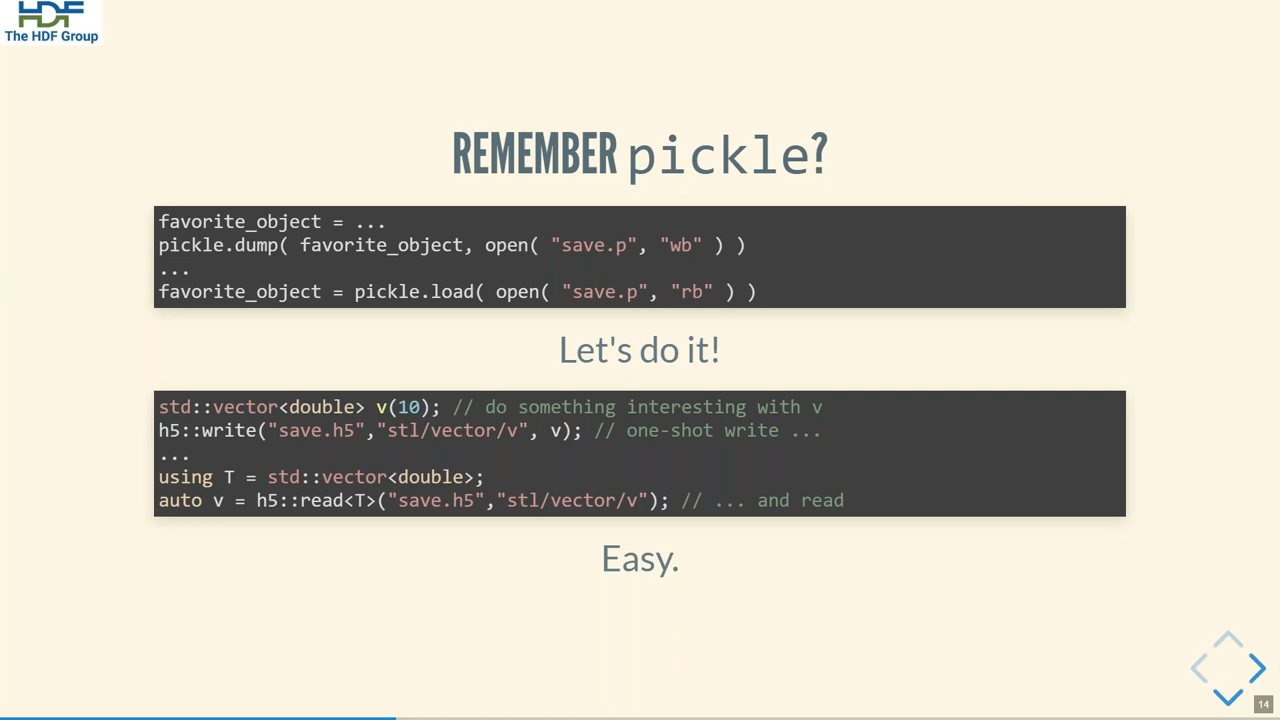 HDF
The HDF Group
REMEMBER pickle?
favorite_object = ...
pickle.dump( favorite_object, open( "save.p", "wb" ) )
...
favorite_object = pickle.load( open( "save.p", "rb" ) )
Let's do it!
std::vector<double> v(10); // do something interesting with v
h5::write("save.h5","stl/vector/v", v); // one-shot write ...
...
using T = std::vector<double>;
auto v = h5::read<T>("save.h5","stl/vector/v"); // ... and read
Easy.
14